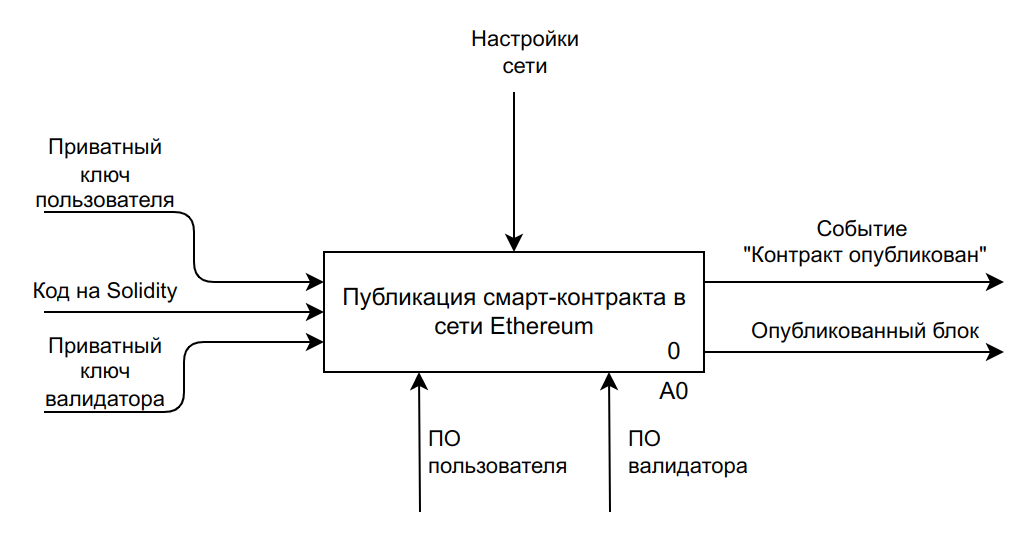 Настройки
сети
Приватный
ключ
пользователя
Событие
"Контракт опубликован"
Код на Solidity
Публикация смарт-контракта в
сети Ethereum
Опубликованный блок
Приватный
ключ
валидатора
0
A0
ПО
пользователя
ПО
валидатора